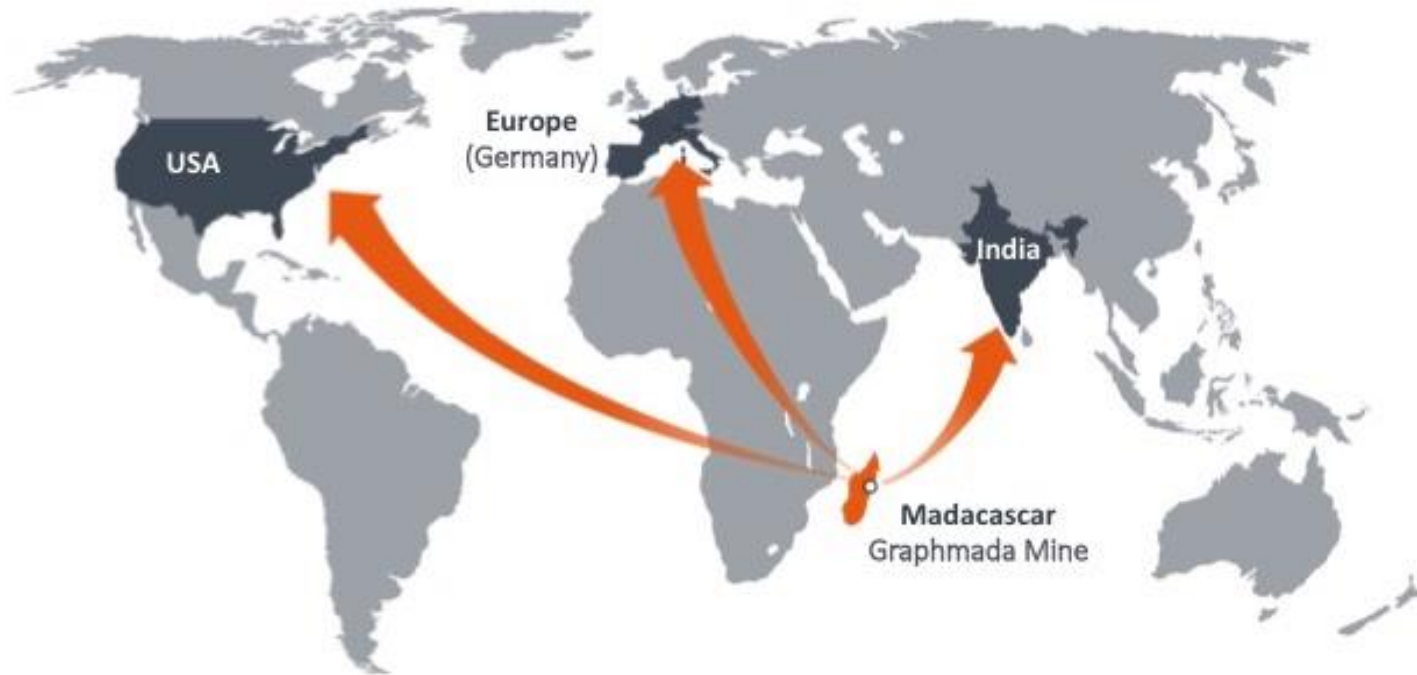 USA
Europe
(Germany)
India
Madacascar
Graphmada Mine